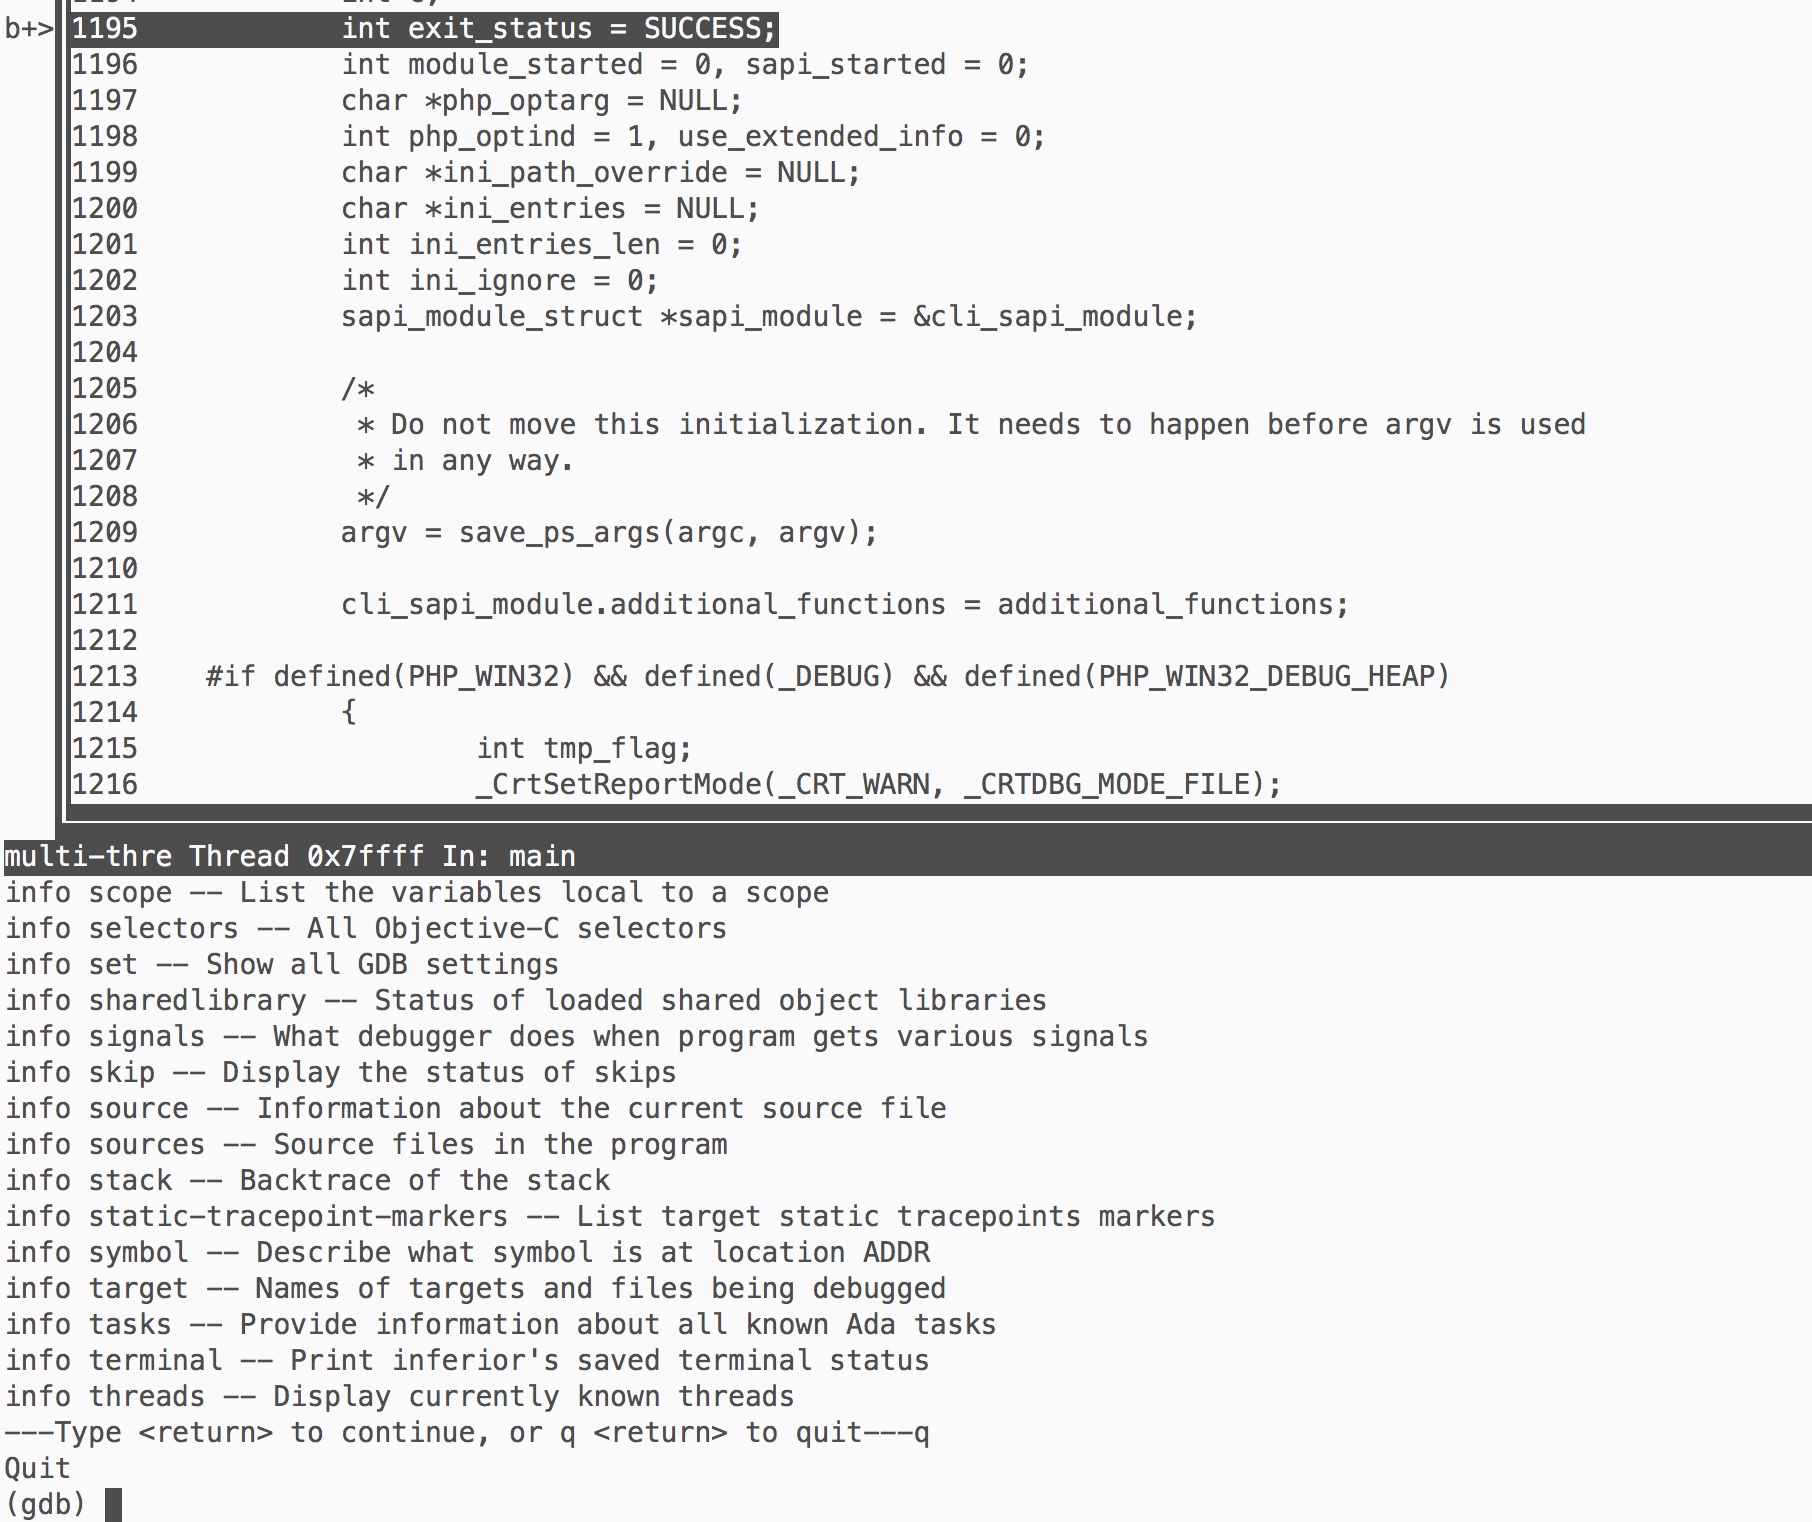 b+> 1195            int exit_status = SUCCESS;
1196            int module_started = 0, sapi_started = 0;
1197            char *php_optarg = NULL;
1198            int php_optind = 1, use_extended_info = 0;
1199            char *ini_path_override = NULL;
1200            char *ini_entries = NULL;
1201            int ini_entries_len = 0;
1202            int ini_ignore = 0;
1203            sapi_module_struct *sapi_module = &cli_sapi_module;
1204
1205            /*
1206             * Do not move this initialization. It needs to happen before argv is used
1207             * in any way.
1208             */
1209            argv = save_ps_args(argc, argv);
1210
1211            cli_sapi_module.additional_functions = additional_functions;
1212
1213    #if defined(PHP_WIN32) && defined(_DEBUG) && defined(PHP_WIN32_DEBUG_HEAP)
1214            {
1215                    int tmp_flag;
1216                    _CrtSetReportMode(_CRT_WARN, _CRTDBG_MODE_FILE);
multi-thre Thread 0x7ffff In: main
info scope -- List the variables local to a scope
info selectors -- All Objective-C selectors
info set -- Show all GDB settings
info sharedlibrary -- Status of loaded shared object libraries
info signals -- What debugger does when program gets various signals
info skip -- Display the status of skips
info source -- Information about the current source file
info sources -- Source files in the program
info stack -- Backtrace of the stack
info static-tracepoint-markers -- List target static tracepoints markers
info symbol -- Describe what symbol is at location ADDR
info target -- Names of targets and files being debugged
info tasks -- Provide information about all known Ada tasks
info terminal -- Print inferior's saved terminal status
info threads -- Display currently known threads
---Type <return> to continue, or q <return> to quit---q
Quit
(gdb)